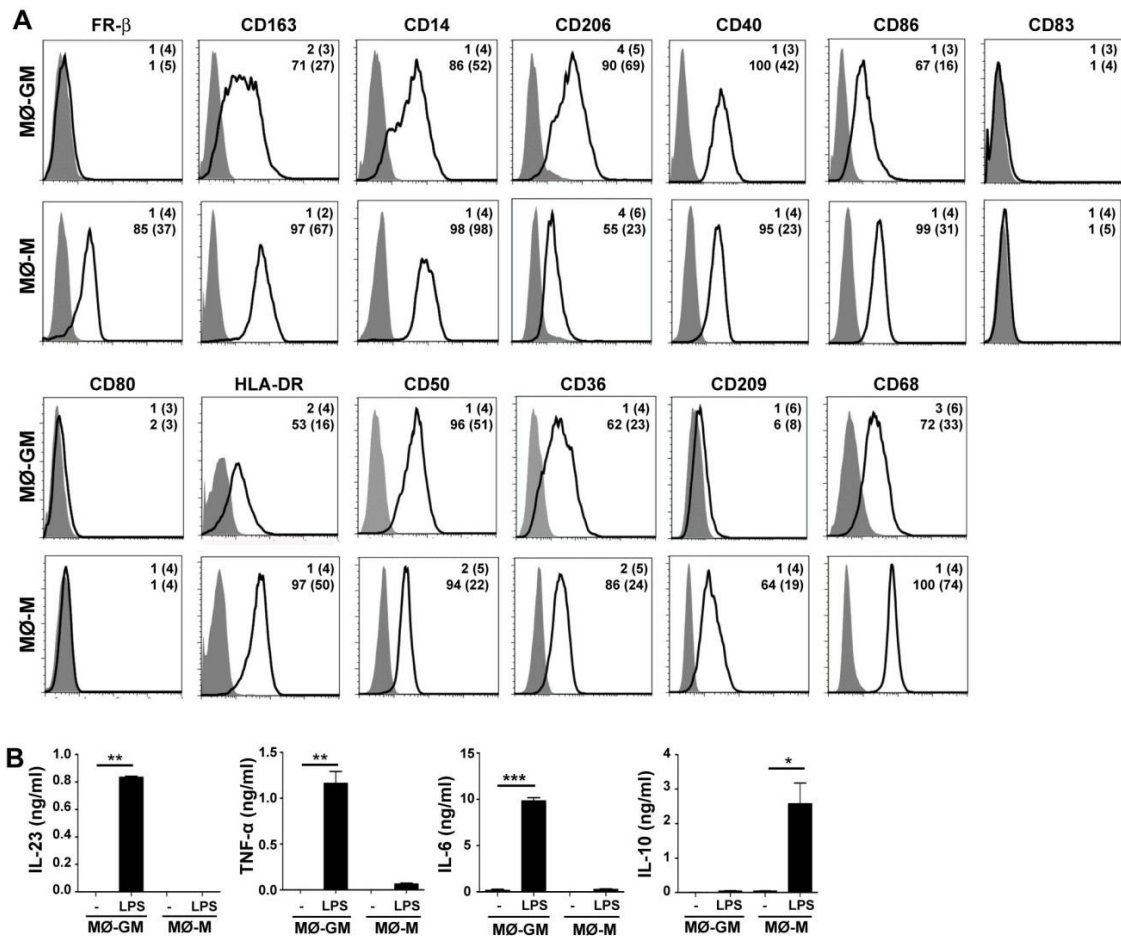 A
FR-β CD163 CD14 CD206 CD40 CD86 CD83
MØ-GM
1 (4) 2 (3) 1 (4) 4 (5) 1 (3) 1 (3) 1 (3)
1 (5) 71 (27) 86 (52) 90 (69) 100 (42) 67 (16) 1 (4)
MØ-M
1 (4) 1 (2) 1 (4) 4 (6) 1 (4) 1 (4) 1 (4)
85 (37) 97 (67) 98 (98) 55 (23) 95 (23) 99 (31) 1 (5)
CD80 HLA-DR CD50 CD36 CD209 CD68
MØ-GM
1 (3) 2 (4) 1 (4) 1 (4) 1 (6) 3 (6)
2 (3) 53 (16) 96 (51) 62 (23) 6 (8) 72 (33)
MØ-M
1 (4) 1 (4) 2 (5) 2 (5) 1 (4) 1 (4)
1 (4) 97 (50) 94 (22) 86 (24) 64 (19) 100 (74)
B
IL-23 (ng/ml)
1.0
0.8
0.6
0.4
0.2
0.0
**
- LPS - LPS
MØ-GM MØ-M
TNF-α (ng/ml)
1.5
1.0
0.5
0.0
**
- LPS - LPS
MØ-GM MØ-M
IL-6 (ng/ml)
15
10
5
0
***
- LPS - LPS
MØ-GM MØ-M
IL-10 (ng/ml)
4
3
2
1
0
*
- LPS - LPS
MØ-GM MØ-M